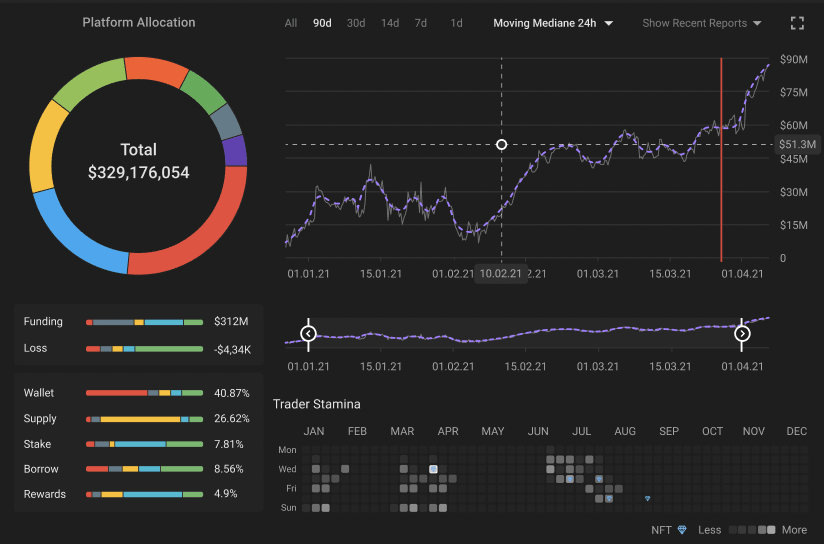 Platform Allocation
All 90d 30d 14d 7d 1d Moving Mediane 24h Show Recent Reports
Total
$329,176,054
$90M
$75M
$60M
$51.3M
$45M
$30M
$15M
0
01.01.21 15.01.21 01.02.21 10.02.21 2.21 01.03.21 15.03.21 01.04.21
Funding $312M
Loss -$4,34K
01.01.21 15.01.21 01.02.21 15.02.21 01.03.21 15.03.21 01.04.21
Wallet 40.87%
Supply 26.62%
Stake 7.81%
Borrow 8.56%
Rewards 4.9%
Trader Stamina
JAN FEB MAR APR MAY JUN JUL AUG SEP OCT NOV DEC
Mon
Wed
Fri
Sun
NFT Less More